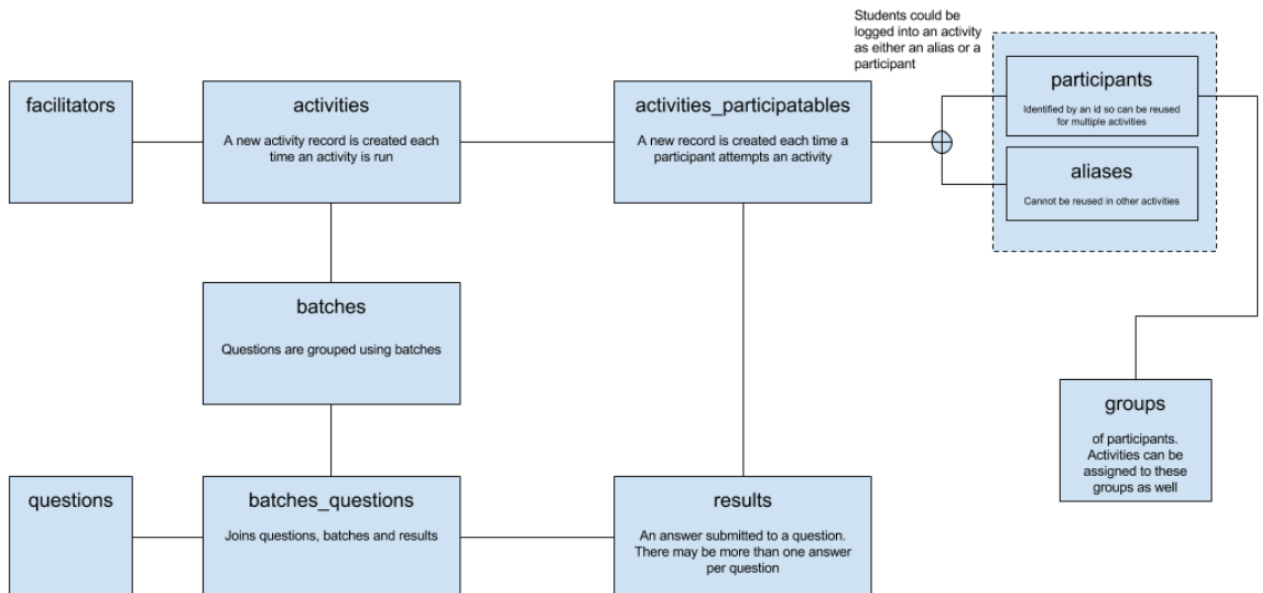 Students could be
logged into an activity
as either an alias or a
participant
facilitators
activities
A new activity record is created each
time an activity is run
activities_participatables
A new record is created each time a
participant attempts an activity
participants
Identified by an id so can be reused
for multiple activities
aliases
Cannot be reused in other activities
batches
Questions are grouped using batches
groups
of participants.
Activities can be
assigned to these
groups as well
questions
batches_questions
Joins questions, batches and results
results
An answer submitted to a question.
There may be more than one answer
per question